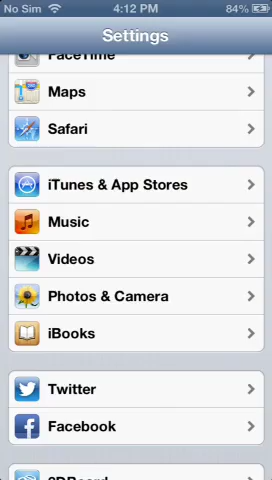 No Sim 4:12 PM 84%
Settings
FaceTime
Maps
Safari
iTunes & App Stores
Music
Videos
Photos & Camera
iBooks
Twitter
Facebook
3DBoard